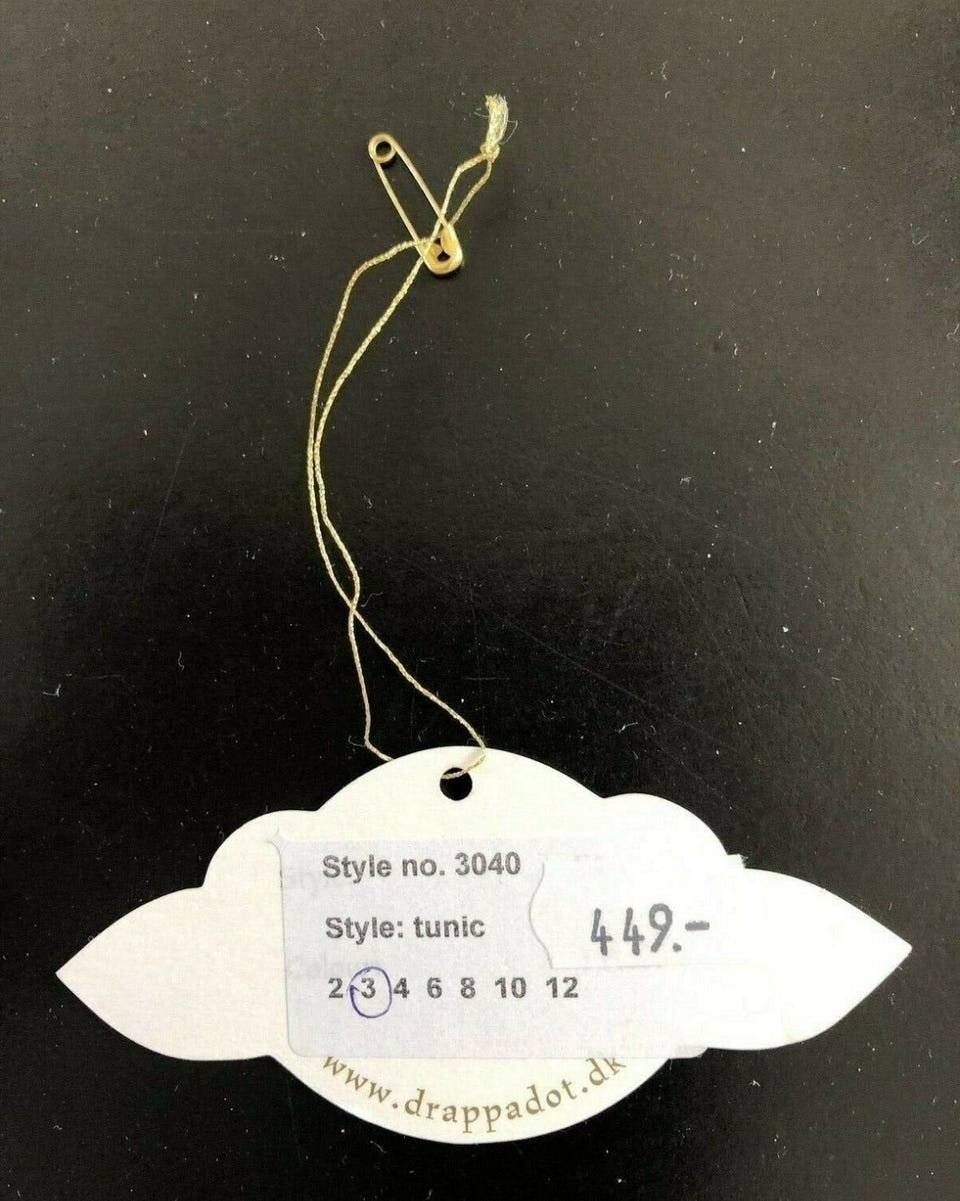 Style no. 3040
449.-
Style: tunic
2 3 4 6 8 10 12
www.drappadot.dk